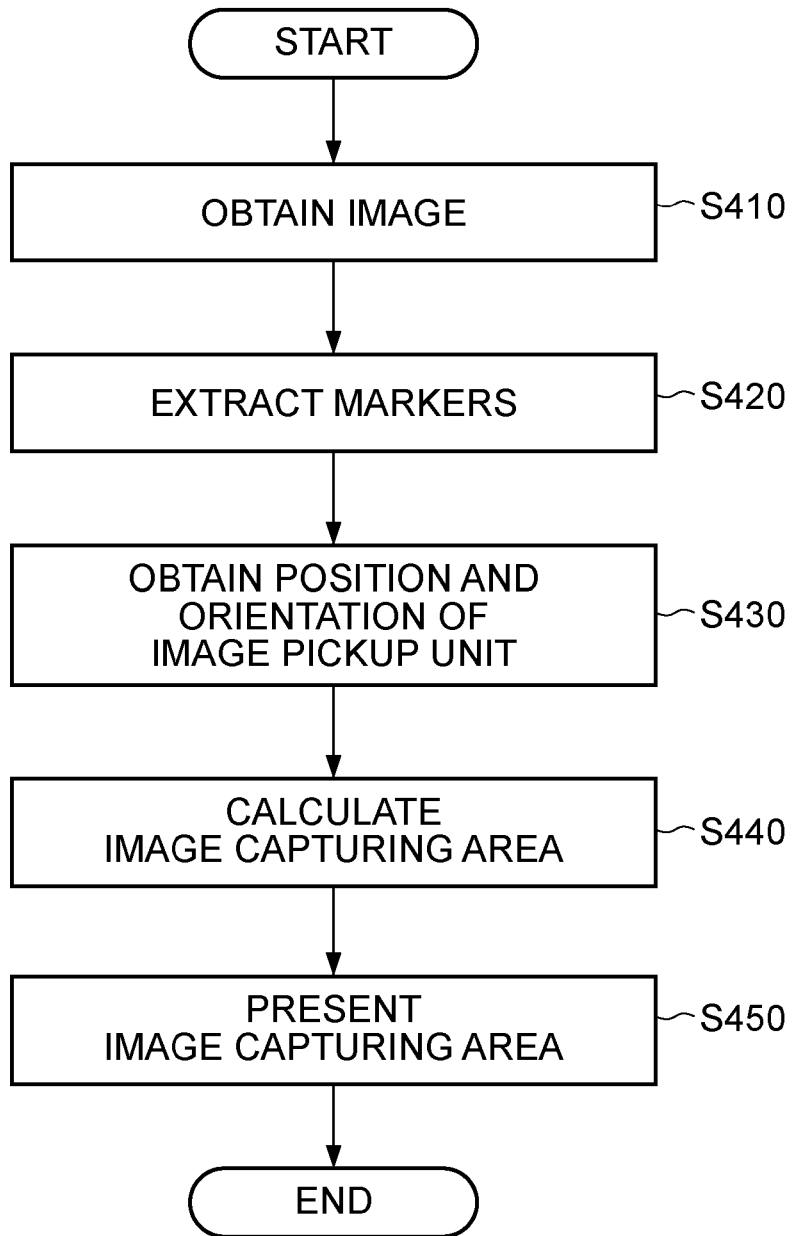 START
OBTAIN IMAGE
S410
EXTRACT MARKERS
S420
OBTAIN POSITION AND
ORIENTATION OF
IMAGE PICKUP UNIT
S430
CALCULATE
IMAGE CAPTURING AREA
S440
PRESENT
IMAGE CAPTURING AREA
S450
END